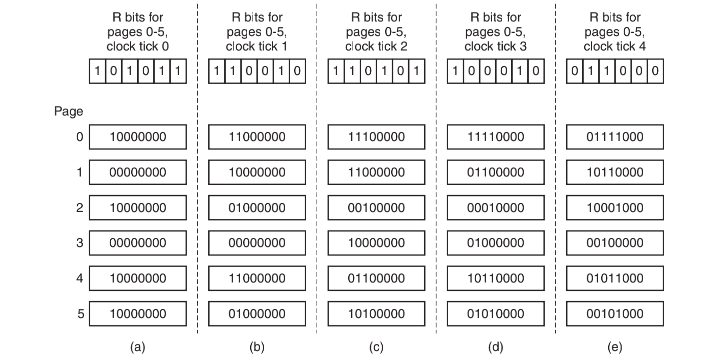 R bits for R bits for R bits for R bits for R bits for
pages 0-5, pages 0-5, pages 0-5, pages 0-5, pages 0-5,
clock tick 0 clock tick 1 clock tick 2 clock tick 3 clock tick 4
1 0 1 0 1 1 1 1 0 0 1 0 1 1 0 1 0 1 1 0 0 0 1 0 0 1 1 0 0 0
Page
0 10000000 11000000 11100000 11110000 01111000
1 00000000 10000000 11000000 01100000 10110000
2 10000000 01000000 00100000 00010000 10001000
3 00000000 00000000 10000000 01000000 00100000
4 10000000 11000000 01100000 10110000 01011000
5 10000000 01000000 10100000 01010000 00101000
(a) (b) (c) (d) (e)